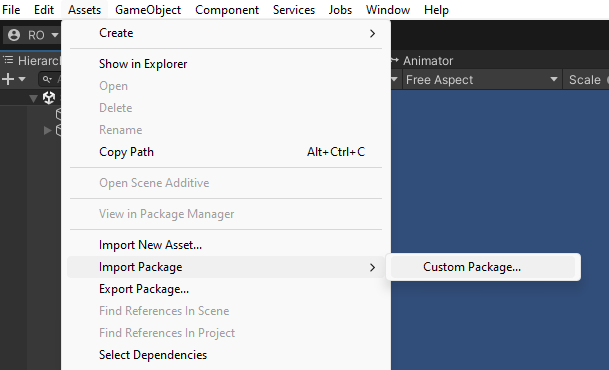 File Edit Assets GameObject Component Services Jobs Window Help
RO
Create
Hierarch
Animator
Show in Explorer
Free Aspect Scale
Open
Delete
Rename
Copy Path Alt+Ctrl+C
Open Scene Additive
View in Package Manager
Import New Asset...
Import Package Custom Package...
Export Package...
Find References In Scene
Find References In Project
Select Dependencies